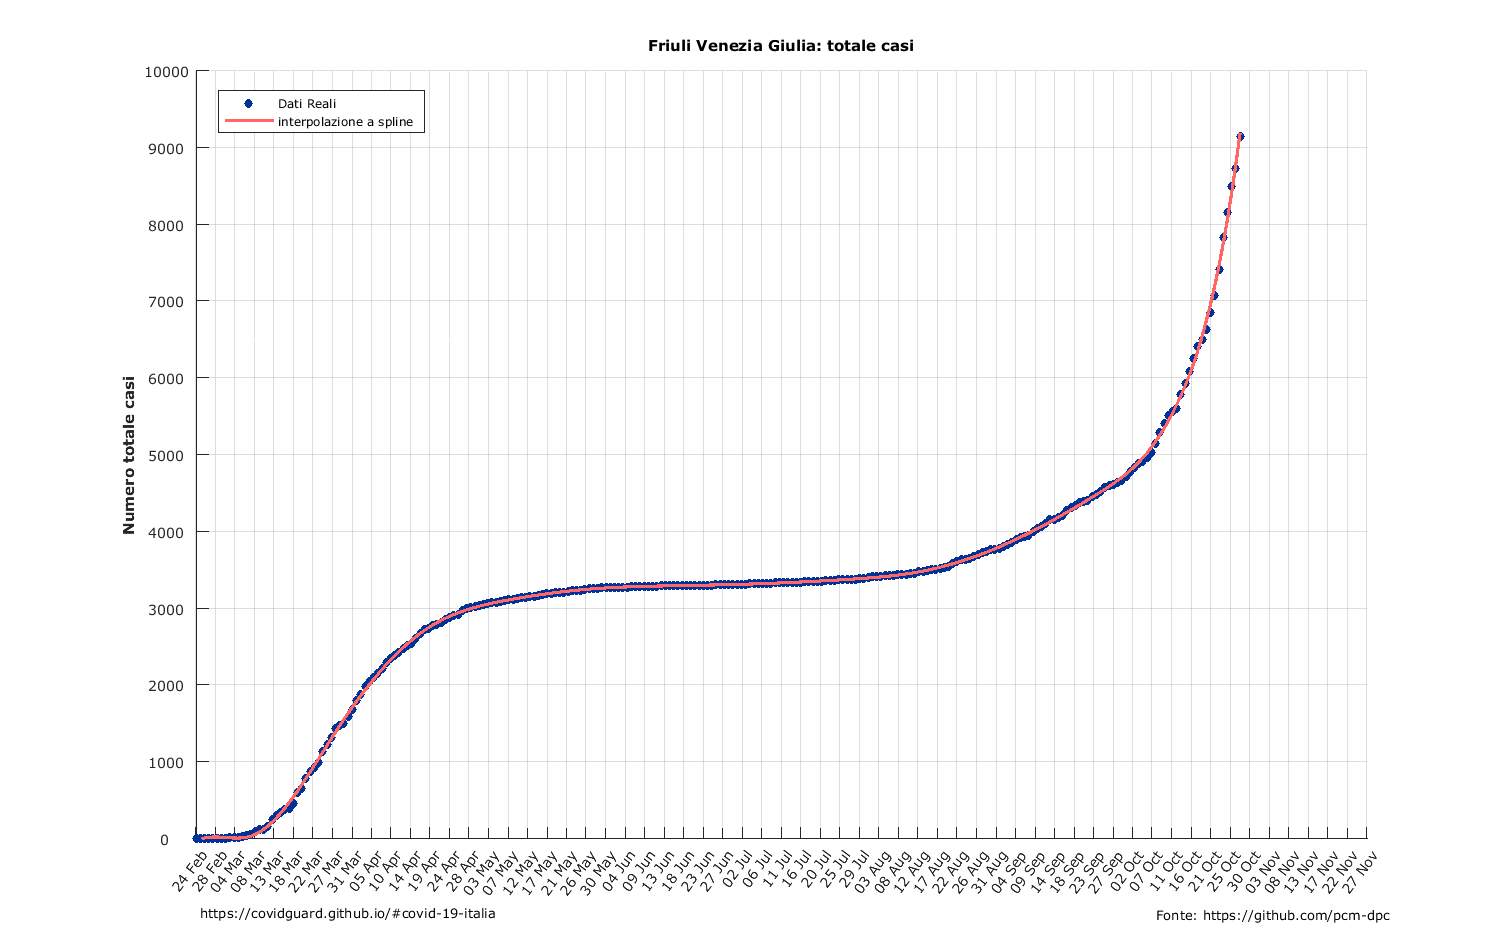 Friuli Venezia Giulia: totale casi
10000
9000
8000
7000
6000
5000
4000
3000
2000
1000
0
Dati Reali
interpolazione a spline
Numero totale casi
24 Feb
28 Feb
04 Mar
08 Mar
13 Mar
18 Mar
22 Mar
27 Mar
31 Mar
05 Apr
10 Apr
14 Apr
19 Apr
24 Apr
28 Apr
03 May
07 May
12 May
17 May
21 May
26 May
30 May
04 Jun
09 Jun
13 Jun
18 Jun
23 Jun
27 Jun
02 Jul
06 Jul
11 Jul
16 Jul
20 Jul
25 Jul
29 Jul
03 Aug
08 Aug
12 Aug
17 Aug
22 Aug
26 Aug
31 Aug
04 Sep
09 Sep
14 Sep
18 Sep
23 Sep
27 Sep
02 Oct
07 Oct
11 Oct
16 Oct
21 Oct
25 Oct
30 Oct
03 Nov
08 Nov
13 Nov
17 Nov
22 Nov
27 Nov
https://covidguard.github.io/#covid-19-italia
Fonte: https://github.com/pcm-dpc